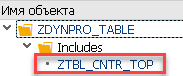 Имя объекта
ZDYNPRO_TABLE
Includes
ZTBL_CNTR_TOP